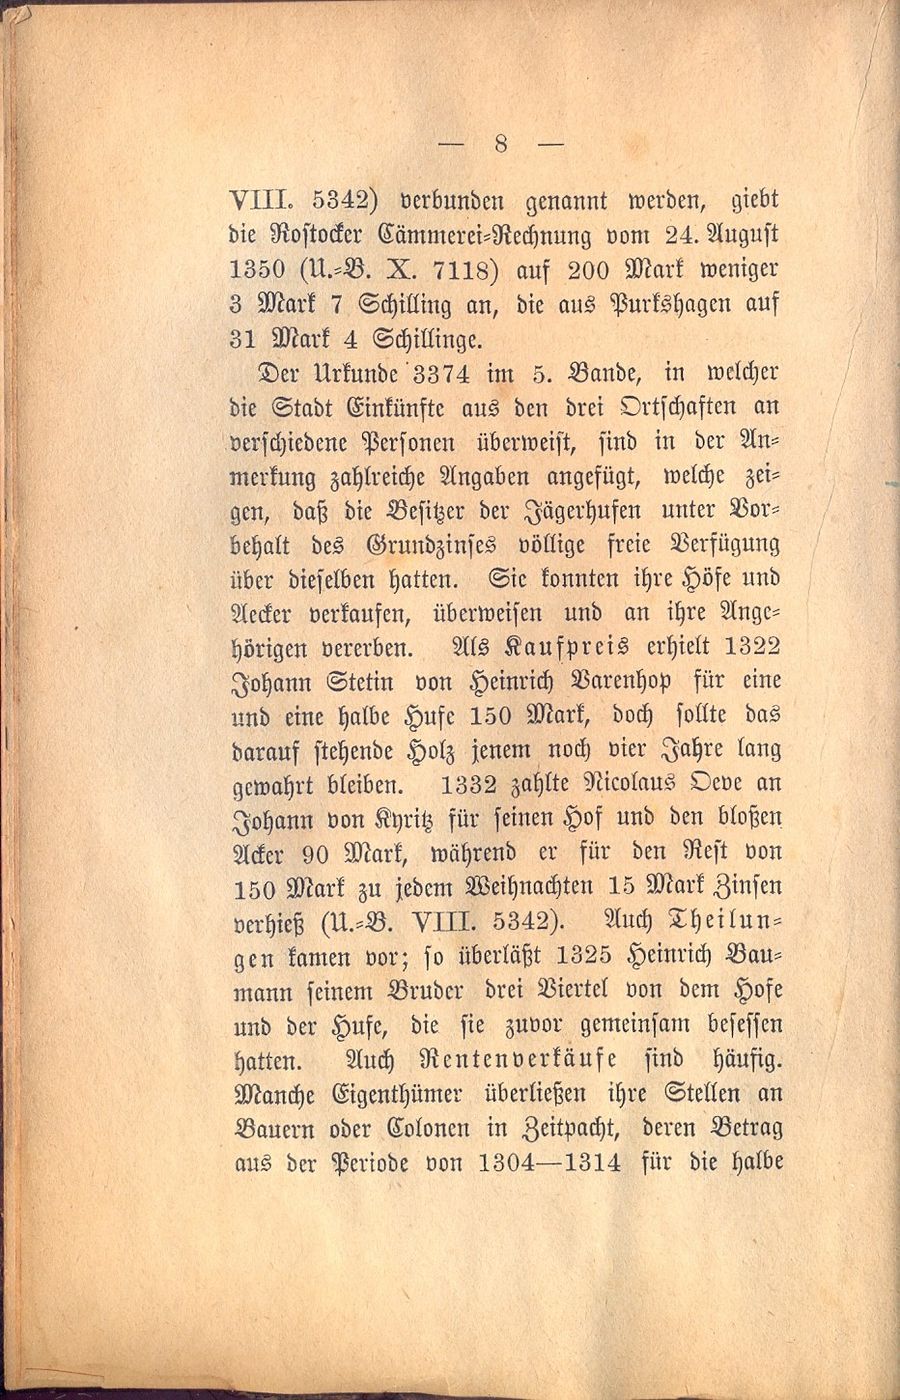 — 8 —
VIII. 5342) verbunden genannt werden, giebt
die Rostocker Cämmerei-Rechnung vom 24. August
1350 (U.-B. X. 7118) auf 200 Mark weniger
3 Mark 7 Schilling an, die aus Purkshagen auf
31 Mark 4 Schillinge.
Der Urkunde 3374 im 5. Bande, in welcher
die Stadt Einkünfte aus den drei Ortschaften an
verschiedene Personen überweist, sind in der An-
merkung zahlreiche Angaben angefügt, welche zei-
gen, daß die Besitzer der Jägerhufen unter Vor-
behalt des Grundzinses völlige freie Verfügung
über dieselben hatten. Sie konnten ihre Höfe und
Aecker verkaufen, überweisen und an ihre Ange-
hörigen vererben. Als Kaufpreis erhielt 1322
Johann Stetin von Heinrich Varenhop für eine
und eine halbe Hufe 150 Mark, doch sollte das
darauf stehende Holz jenem noch vier Jahre lang
gewahrt bleiben. 1332 zahlte Nicolaus Oeve an
Johann von Kyritz für seinen Hof und den bloßen
Acker 90 Mark, während er für den Rest von
150 Mark zu jedem Weihnachten 15 Mark Zinsen
verhieß (U.-B. VIII. 5342). Auch Theilun-
gen kamen vor; so überläßt 1325 Heinrich Bau-
mann seinem Bruder drei Viertel von dem Hofe
und der Hufe, die sie zuvor gemeinsam besessen
hatten. Auch Rentenverkäufe sind häufig.
Manche Eigenthümer überließen ihre Stellen an
Bauern oder Colonen in Zeitpacht, deren Betrag
aus der Periode von 1304—1314 für die halbe